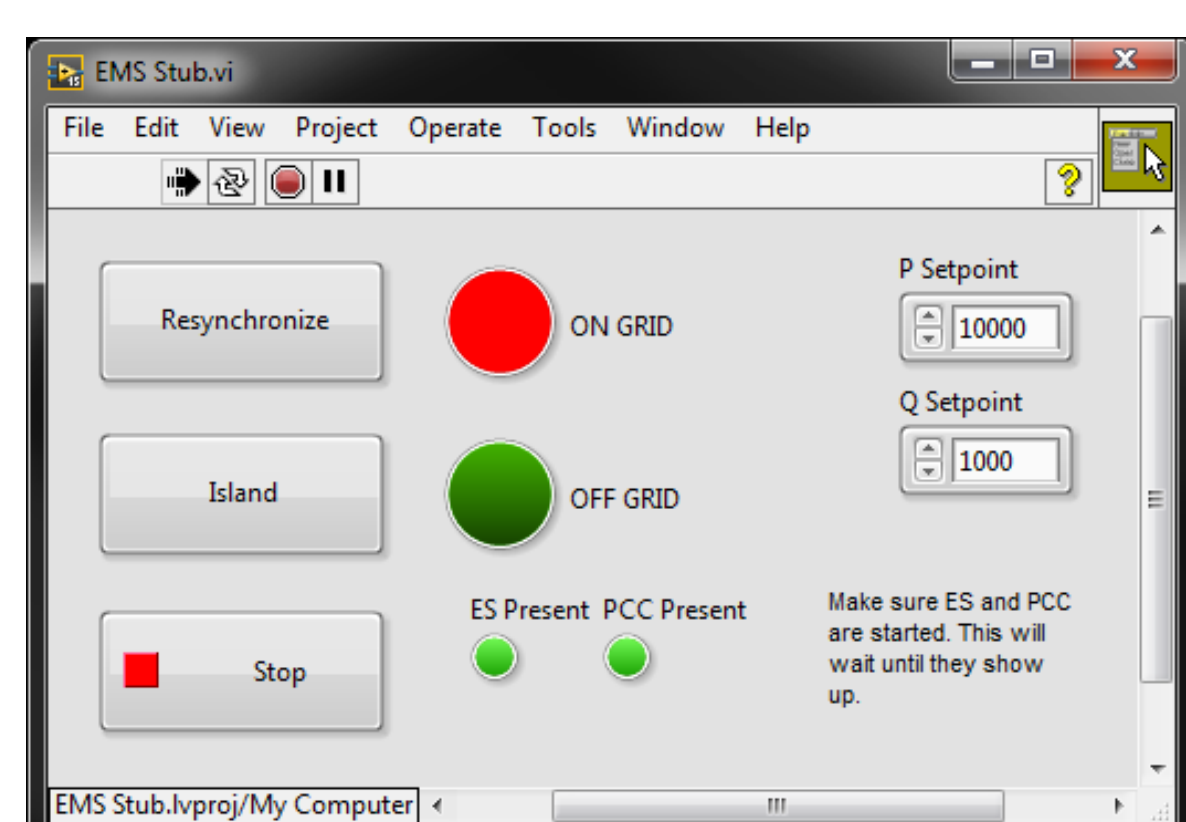 EMS Stub.vi
File Edit View Project Operate Tools Window Help
Resynchronize
ON GRID
P Setpoint
10000
Q Setpoint
1000
Island
OFF GRID
ES Present PCC Present
Stop
Make sure ES and PCC
are started. This will
wait until they show
up.
EMS Stub.lvproj/My Computer